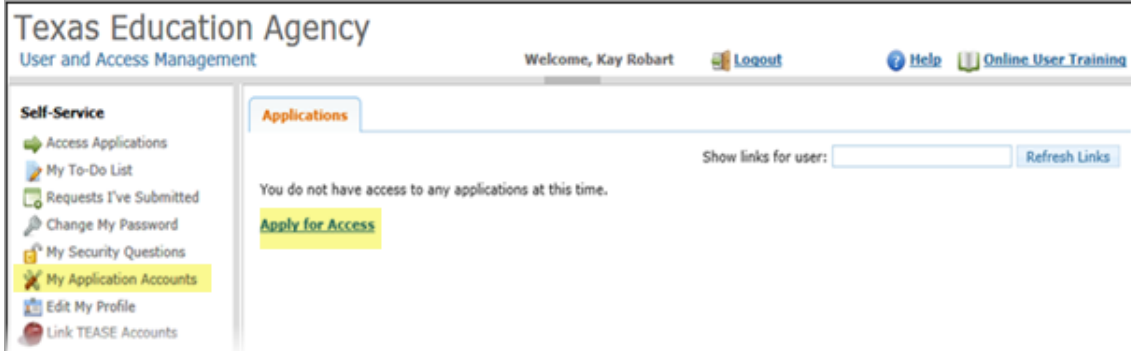 Texas Education Agency
User and Access Management
Welcome, Kay Robart
Logout
Help
Online User Training
Self-Service
Access Applications
My To-Do List
Requests I've Submitted
Change My Password
My Security Questions
My Application Accounts
Edit My Profile
Link TEASE Accounts
Applications
Show links for user:
Refresh Links
You do not have access to any applications at this time.
Apply for Access